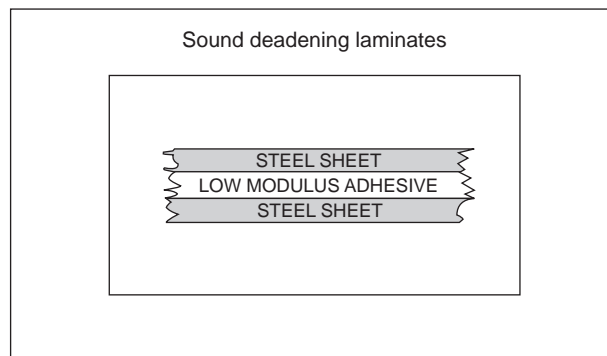 Sound deadening laminates
STEEL SHEET
LOW MODULUS ADHESIVE
STEEL SHEET